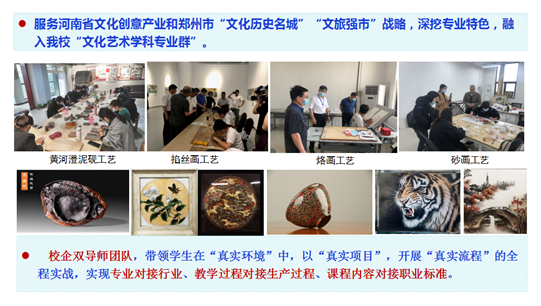 服务河南省文化创意产业和郑州市“文化历史名城”“文旅强市”战略，深挖专业特色，融
入我校“文化艺术学科专业群”。
黄河澄泥砚工艺 掐丝画工艺 烙画工艺 砂画工艺
校企双导师团队，带领学生在“真实环境”中，以“真实项目”，开展“真实流程”的全
程实战，实现专业对接行业、教学过程对接生产过程、课程内容对接职业标准。